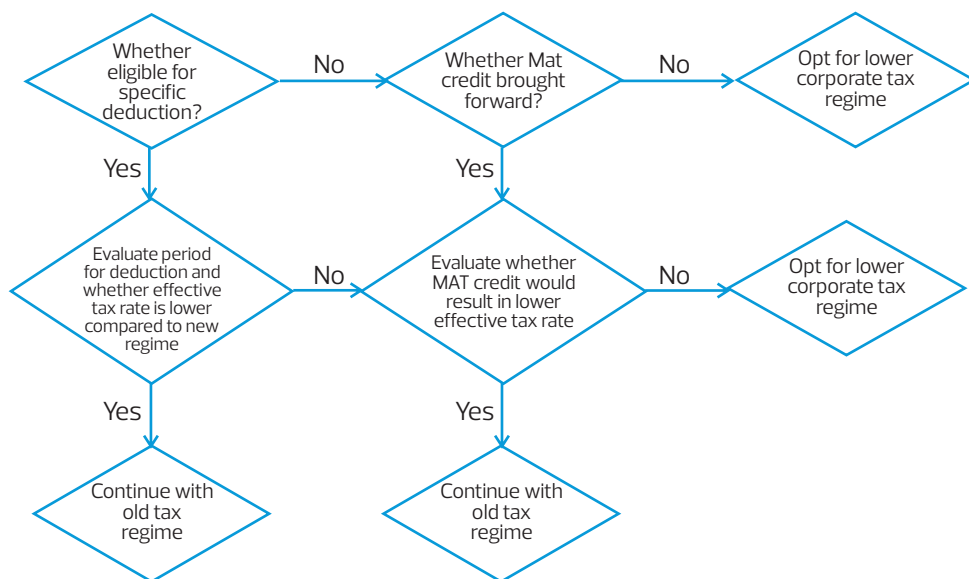 Whether
eligible for
specific
deduction?
No
Whether Mat
credit brought
forward?
No
Opt for lower
corporate tax
regime
Yes
Yes
Evaluate period
for deduction and
whether effective
tax rate is lower
compared to new
regime
No
Evaluate whether
MAT credit would
result in lower
effective tax rate
No
Opt for lower
corporate tax
regime
Yes
Yes
Continue with
old tax
regime
Continue with
old tax
regime